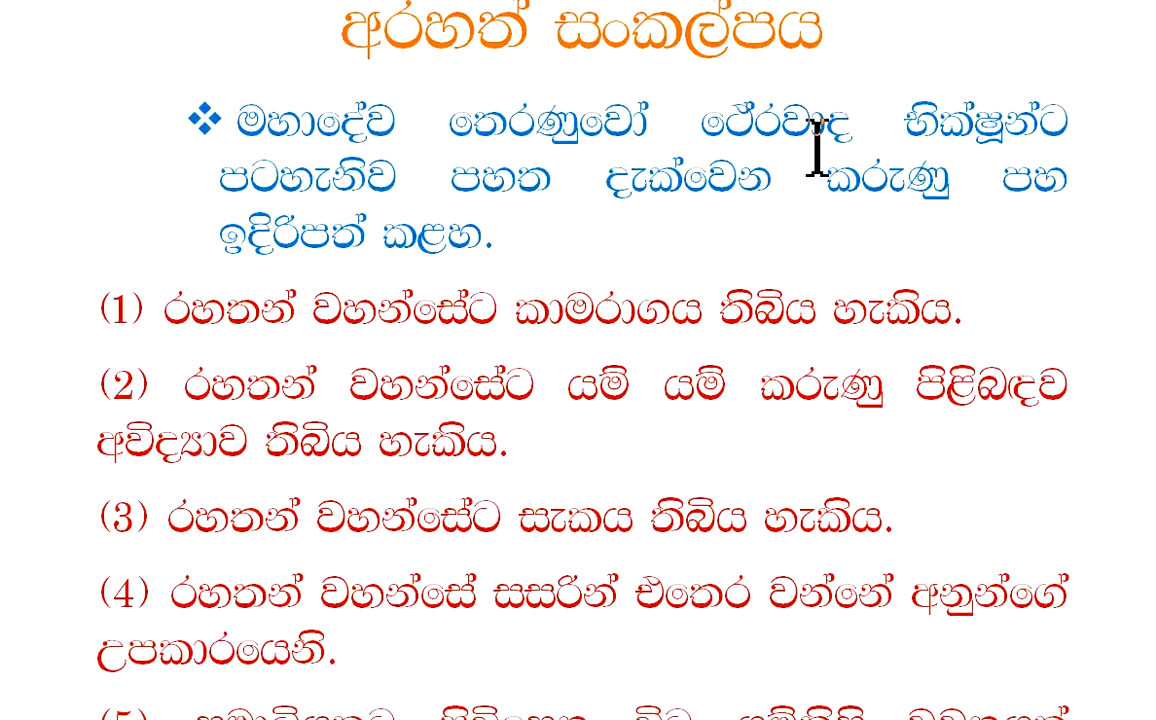 අරහත් සංකල්පය
❖ මහාදේව තෙරණුවෝ ථේරවාද භික්ෂූන්ට
පටහැනිව පහත දැක්වෙන කරුණු පහ
ඉදිරිපත් කළහ.
(1) රහතන් වහන්සේට කාමරාගය තිබිය හැකිය.
(2) රහතන් වහන්සේට යම් යම් කරුණු පිළිබඳව
අවිද්‍යාව තිබිය හැකිය.
(3) රහතන් වහන්සේට සැකය තිබිය හැකිය.
(4) රහතන් වහන්සේ සසරින් එතෙර වන්නේ අනුන්ගේ
උපකාරයෙනි.
(5)